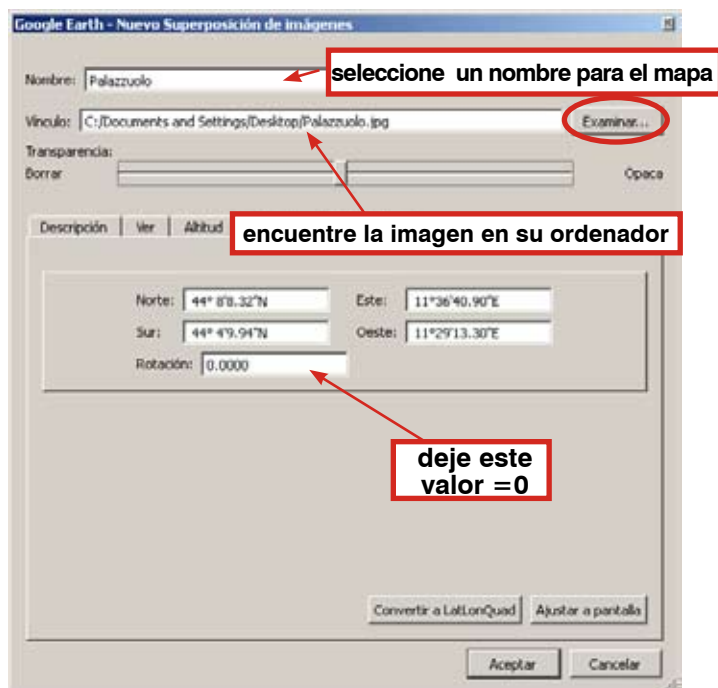 Google Earth - Nuevo Superposición de imágenes
Nombre: Palazzuolo
seleccione un nombre para el mapa
Vínculo: C:/Documents and Settings/Desktop/Palazzuolo.jpg Examinar...
Transparencia:
Borrar Opaca
Descripción Ver Altitud
encuentre la imagen en su ordenador
Norte: 44° 8'8.32"N Este: 11°36'40.90"E
Sur: 44° 4'9.94"N Oeste: 11°29'13.30"E
Rotación: 0.0000
deje este
valor =0
Convertir a LatLonQuad Ajustar a pantalla
Aceptar Cancelar